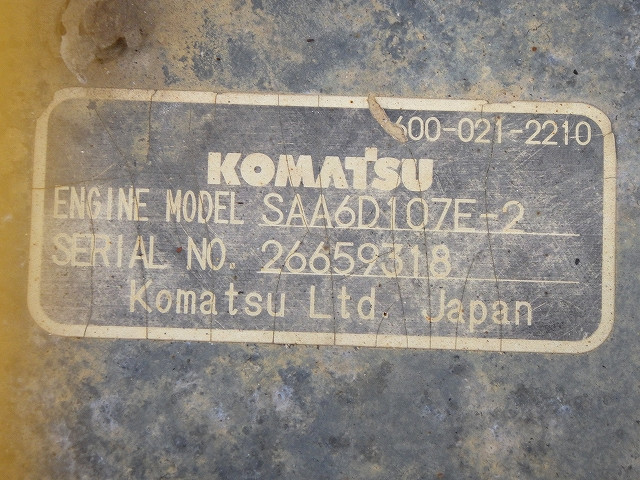 600-021-2210
KOMATSU
ENGINE MODEL SAA6D107E-2
SERIAL NO. 26659318
Komatsu Ltd. Japan